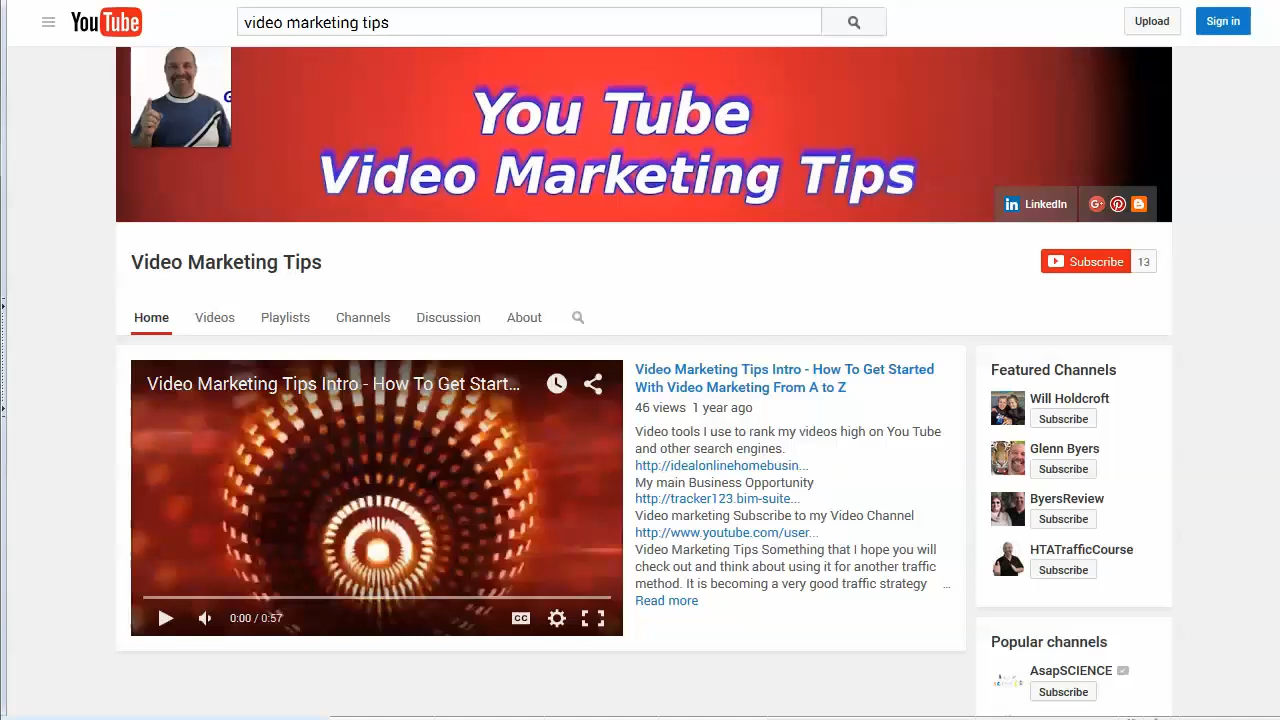 You Tube
video marketing tips
Upload
Sign in
G
You Tube
Video Marketing Tips
LinkedIn
Video Marketing Tips
Subscribe
13
Home
Videos
Playlists
Channels
Discussion
About
Video Marketing Tips Intro - How To Get Start...
0:00 / 0:57
CC
Video Marketing Tips Intro - How To Get Started
With Video Marketing From A to Z
46 views 1 year ago
Video tools I use to rank my videos high on You Tube
and other search engines.
http://idealonlinehomebusin...
My main Business Opportunity
http://tracker123.bim-suite...
Video marketing Subscribe to my Video Channel
http://www.youtube.com/user...
Video Marketing Tips Something that I hope you will
check out and think about using it for another traffic
method. It is becoming a very good traffic strategy ...
Read more
Featured Channels
Will Holdcroft
Subscribe
Glenn Byers
Subscribe
ByersReview
Subscribe
HTATrafficCourse
Subscribe
Popular channels
AsapSCIENCE
Subscribe